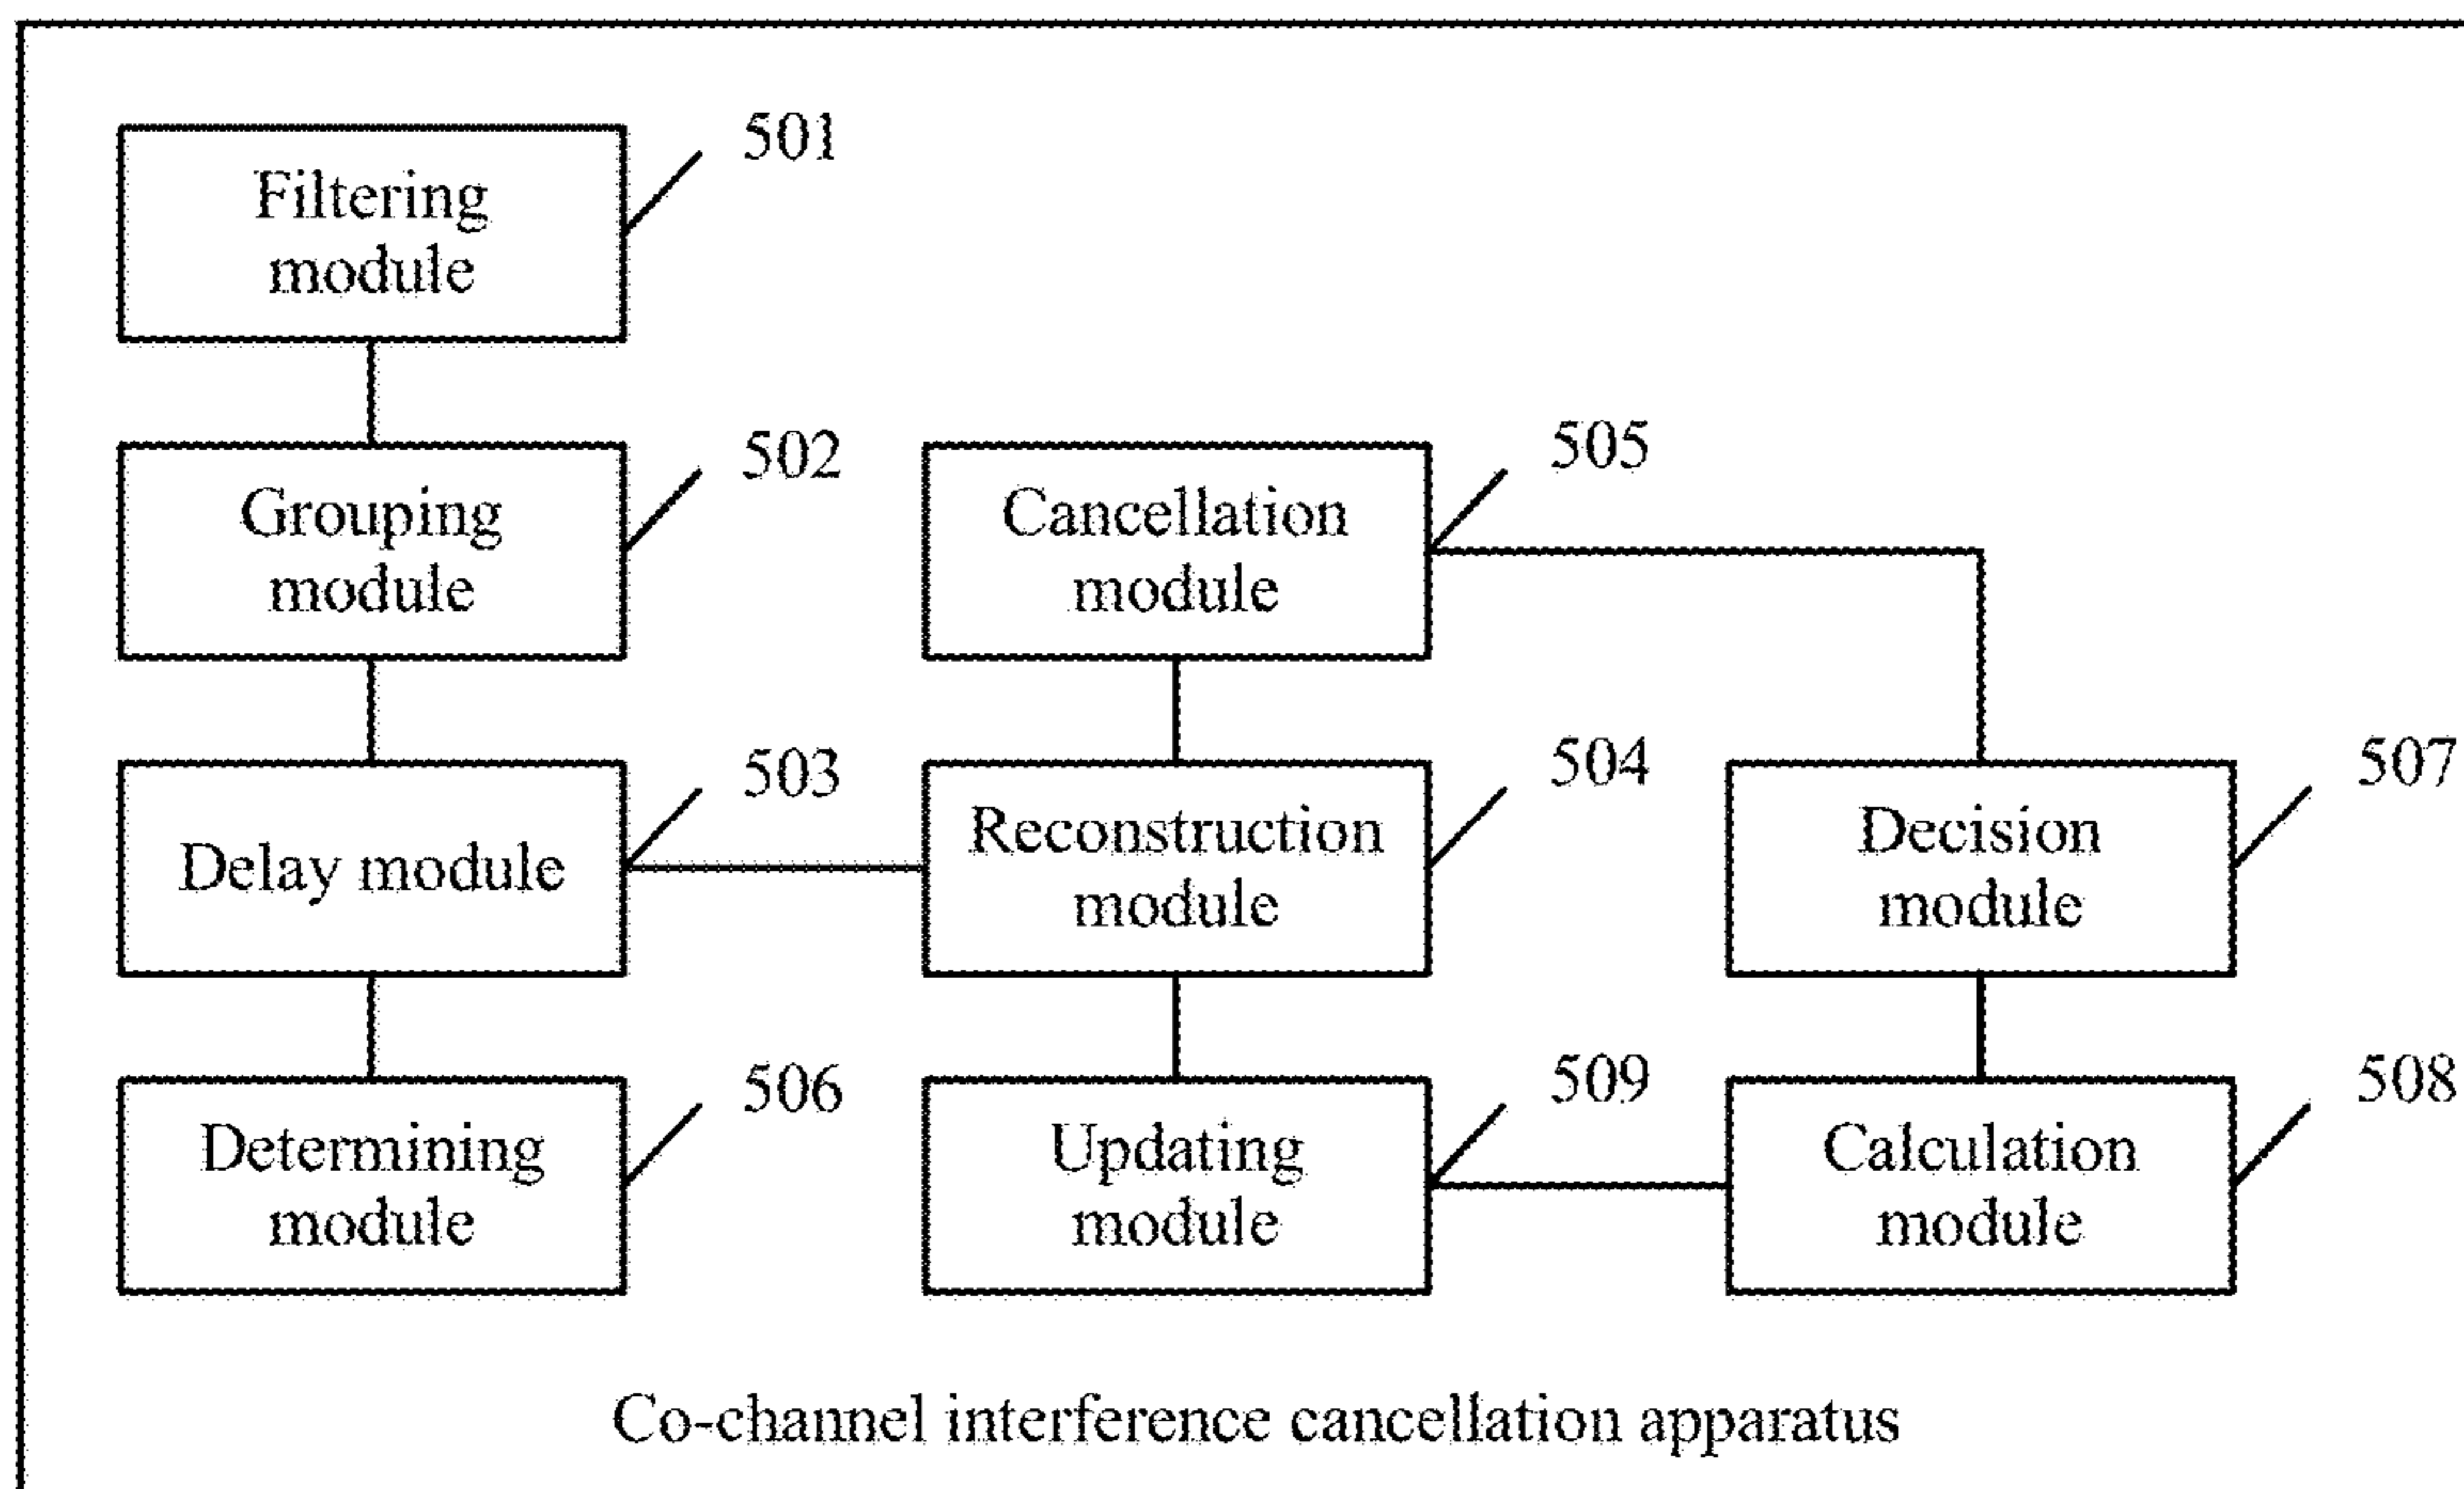 501
Filtering
module
502
Grouping
module
505
Cancellation
module
503
Delay module
504
Reconstruction
module
507
Decision
module
506
Determining
module
509
Updating
module
508
Calculation
module
Co-channel interference cancellation apparatus